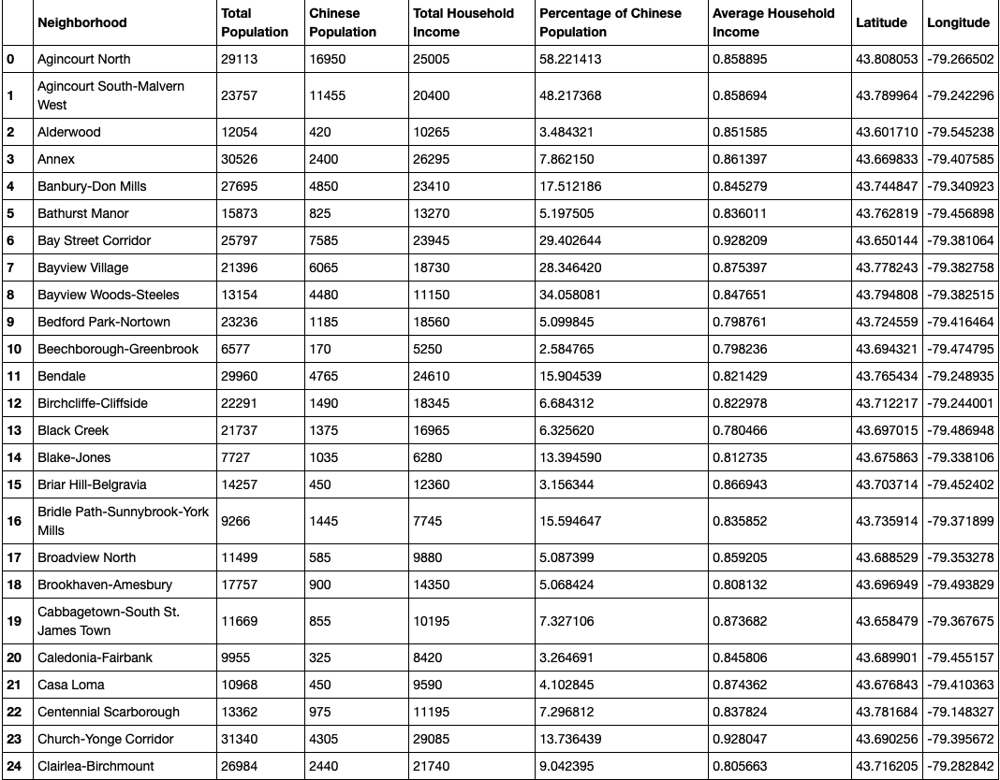 Neighborhood Total Population Chinese Population Total Household Income Percentage of Chinese Population Average Household Income Latitude Longitude
0 Agincourt North 29113 16950 25005 58.221413 0.858895 43.808053 -79.266502
1 Agincourt South-Malvern West 23757 11455 20400 48.217368 0.858694 43.789964 -79.242296
2 Alderwood 12054 420 10265 3.484321 0.851585 43.601710 -79.545238
3 Annex 30526 2400 26295 7.862150 0.861397 43.669833 -79.407585
4 Banbury-Don Mills 27695 4850 23410 17.512186 0.845279 43.744847 -79.340923
5 Bathurst Manor 15873 825 13270 5.197505 0.836011 43.762819 -79.456898
6 Bay Street Corridor 25797 7585 23945 29.402644 0.928209 43.650144 -79.381064
7 Bayview Village 21396 6065 18730 28.346420 0.875397 43.778243 -79.382758
8 Bayview Woods-Steeles 13154 4480 11150 34.058081 0.847651 43.794808 -79.382515
9 Bedford Park-Nortown 23236 1185 18560 5.099845 0.798761 43.724559 -79.416464
10 Beechborough-Greenbrook 6577 170 5250 2.584765 0.798236 43.694321 -79.474795
11 Bendale 29960 4765 24610 15.904539 0.821429 43.765434 -79.248935
12 Birchcliffe-Cliffside 22291 1490 18345 6.684312 0.822978 43.712217 -79.244001
13 Black Creek 21737 1375 16965 6.325620 0.780466 43.697015 -79.486948
14 Blake-Jones 7727 1035 6280 13.394590 0.812735 43.675863 -79.338106
15 Briar Hill-Belgravia 14257 450 12360 3.156344 0.866943 43.703714 -79.452402
16 Bridle Path-Sunnybrook-York Mills 9266 1445 7745 15.594647 0.835852 43.735914 -79.371899
17 Broadview North 11499 585 9880 5.087399 0.859205 43.688529 -79.353278
18 Brookhaven-Amesbury 17757 900 14350 5.068424 0.808132 43.696949 -79.493829
19 Cabbagetown-South St. James Town 11669 855 10195 7.327106 0.873682 43.658479 -79.367675
20 Caledonia-Fairbank 9955 325 8420 3.264691 0.845806 43.689901 -79.455157
21 Casa Loma 10968 450 9590 4.102845 0.874362 43.676843 -79.410363
22 Centennial Scarborough 13362 975 11195 7.296812 0.837824 43.781684 -79.148327
23 Church-Yonge Corridor 31340 4305 29085 13.736439 0.928047 43.690256 -79.395672
24 Clairlea-Birchmount 26984 2440 21740 9.042395 0.805663 43.716205 -79.282842